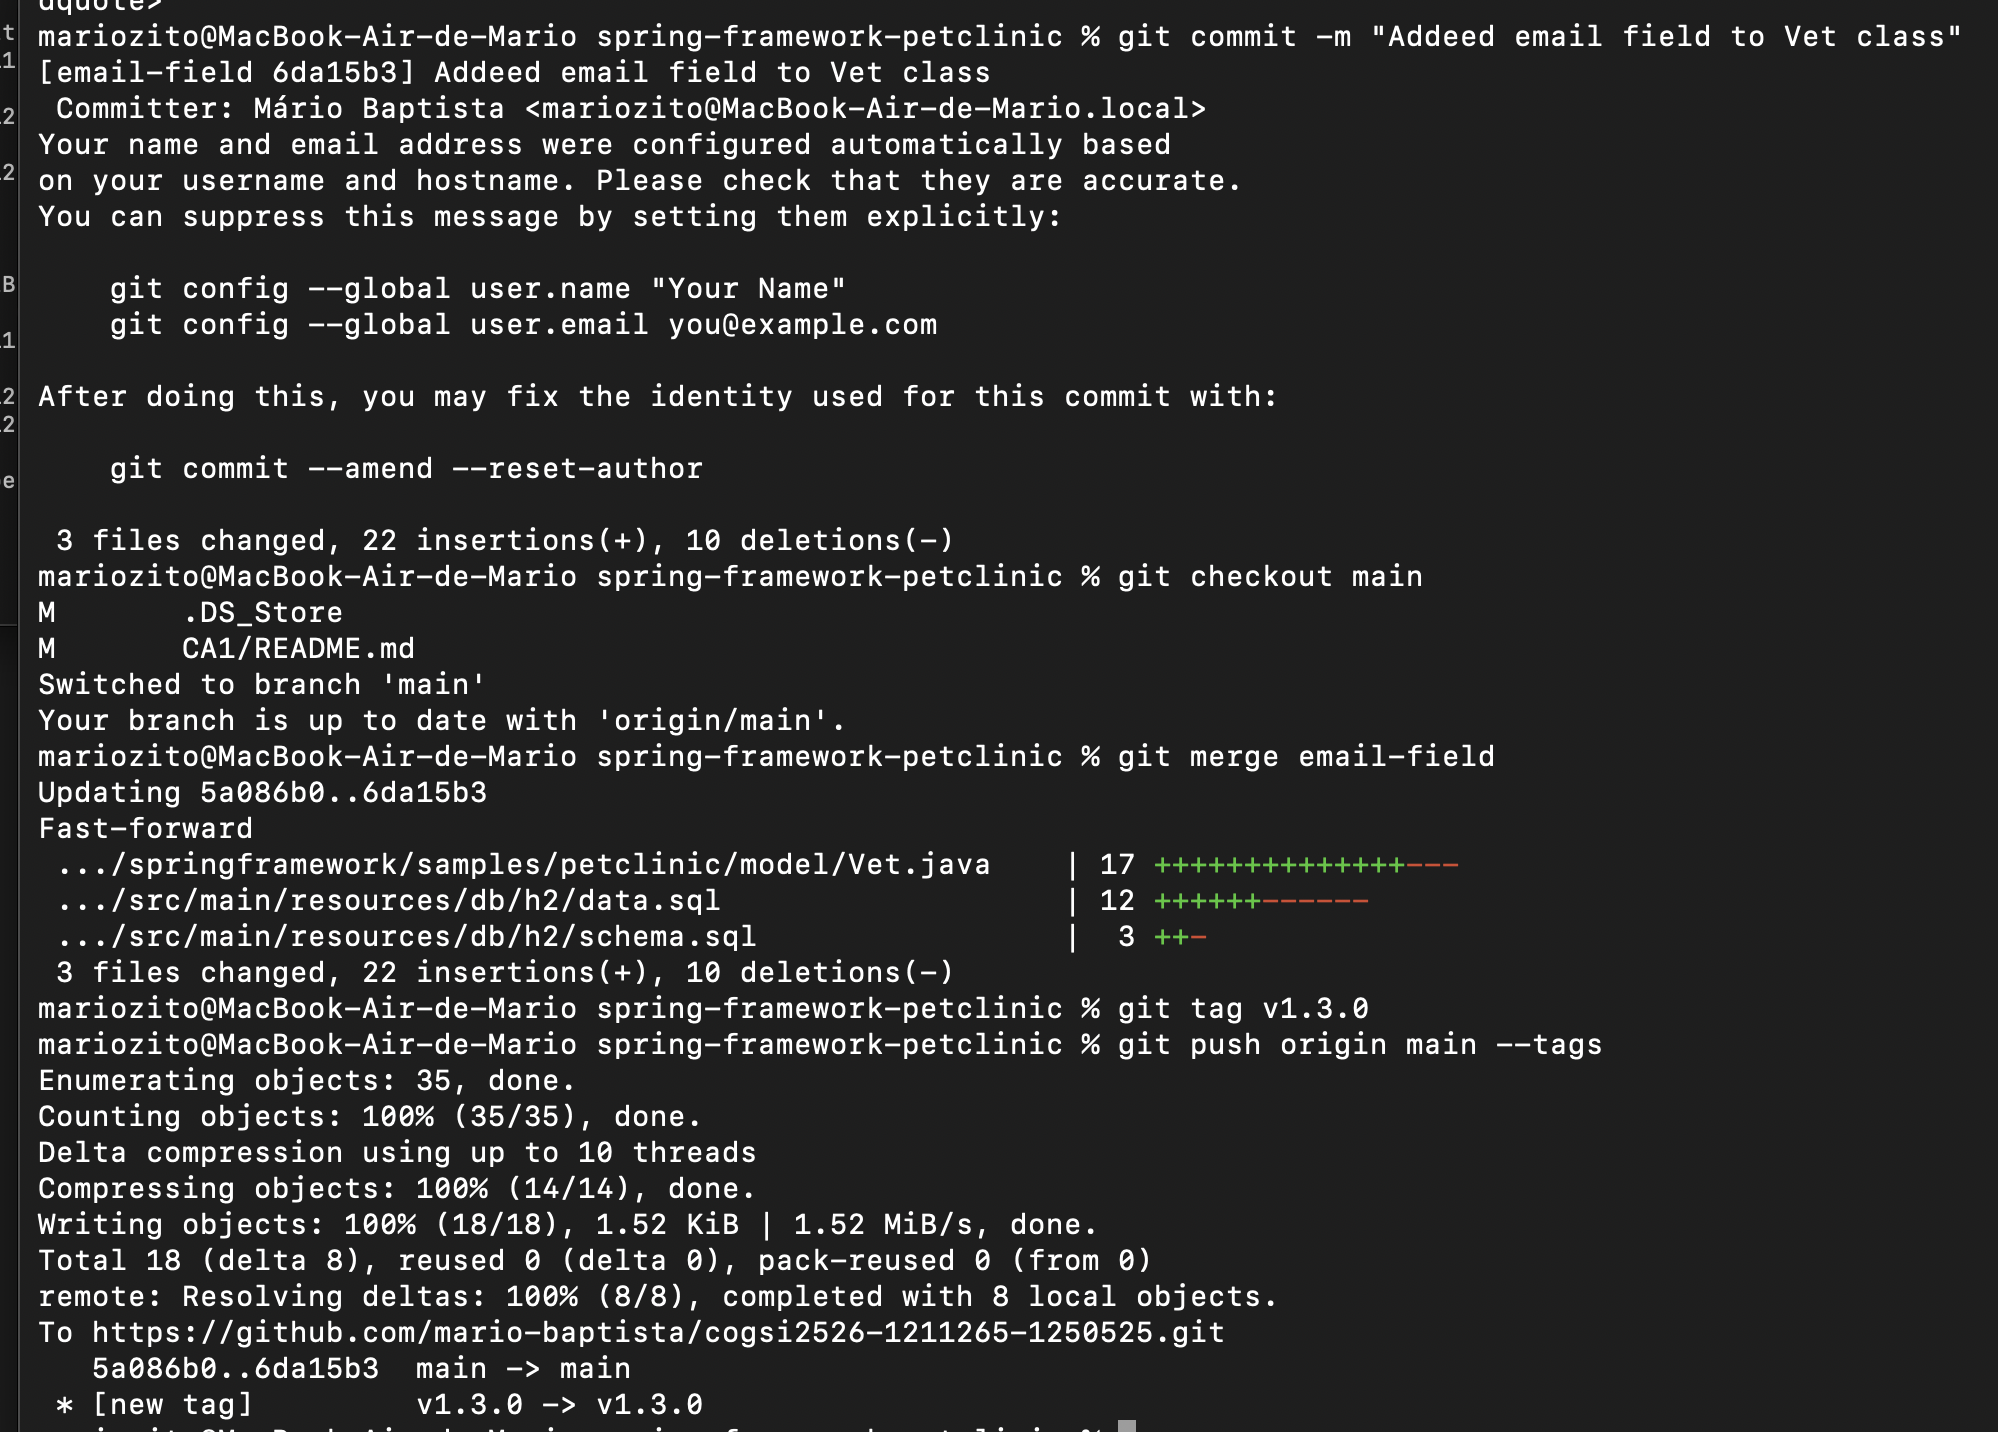 dquote>
mariozito@MacBook-Air-de-Mario spring-framework-petclinic % git commit -m "Addeed email field to Vet class"
[email-field 6da15b3] Addeed email field to Vet class
 Committer: Mário Baptista <mariozito@MacBook-Air-de-Mario.local>
Your name and email address were configured automatically based
on your username and hostname. Please check that they are accurate.
You can suppress this message by setting them explicitly:

    git config --global user.name "Your Name"
    git config --global user.email you@example.com

After doing this, you may fix the identity used for this commit with:

    git commit --amend --reset-author

 3 files changed, 22 insertions(+), 10 deletions(-)
mariozito@MacBook-Air-de-Mario spring-framework-petclinic % git checkout main
M       .DS_Store
M       CA1/README.md
Switched to branch 'main'
Your branch is up to date with 'origin/main'.
mariozito@MacBook-Air-de-Mario spring-framework-petclinic % git merge email-field
Updating 5a086b0..6da15b3
Fast-forward
 .../springframework/samples/petclinic/model/Vet.java    | 17 ++++++++++++++---
 .../src/main/resources/db/h2/data.sql                   | 12 ++++++------
 .../src/main/resources/db/h2/schema.sql                 |  3 ++-
 3 files changed, 22 insertions(+), 10 deletions(-)
mariozito@MacBook-Air-de-Mario spring-framework-petclinic % git tag v1.3.0
mariozito@MacBook-Air-de-Mario spring-framework-petclinic % git push origin main --tags
Enumerating objects: 35, done.
Counting objects: 100% (35/35), done.
Delta compression using up to 10 threads
Compressing objects: 100% (14/14), done.
Writing objects: 100% (18/18), 1.52 KiB | 1.52 MiB/s, done.
Total 18 (delta 8), reused 0 (delta 0), pack-reused 0 (from 0)
remote: Resolving deltas: 100% (8/8), completed with 8 local objects.
To https://github.com/mario-baptista/cogsi2526-1211265-1250525.git
   5a086b0..6da15b3  main -> main
 * [new tag]         v1.3.0 -> v1.3.0